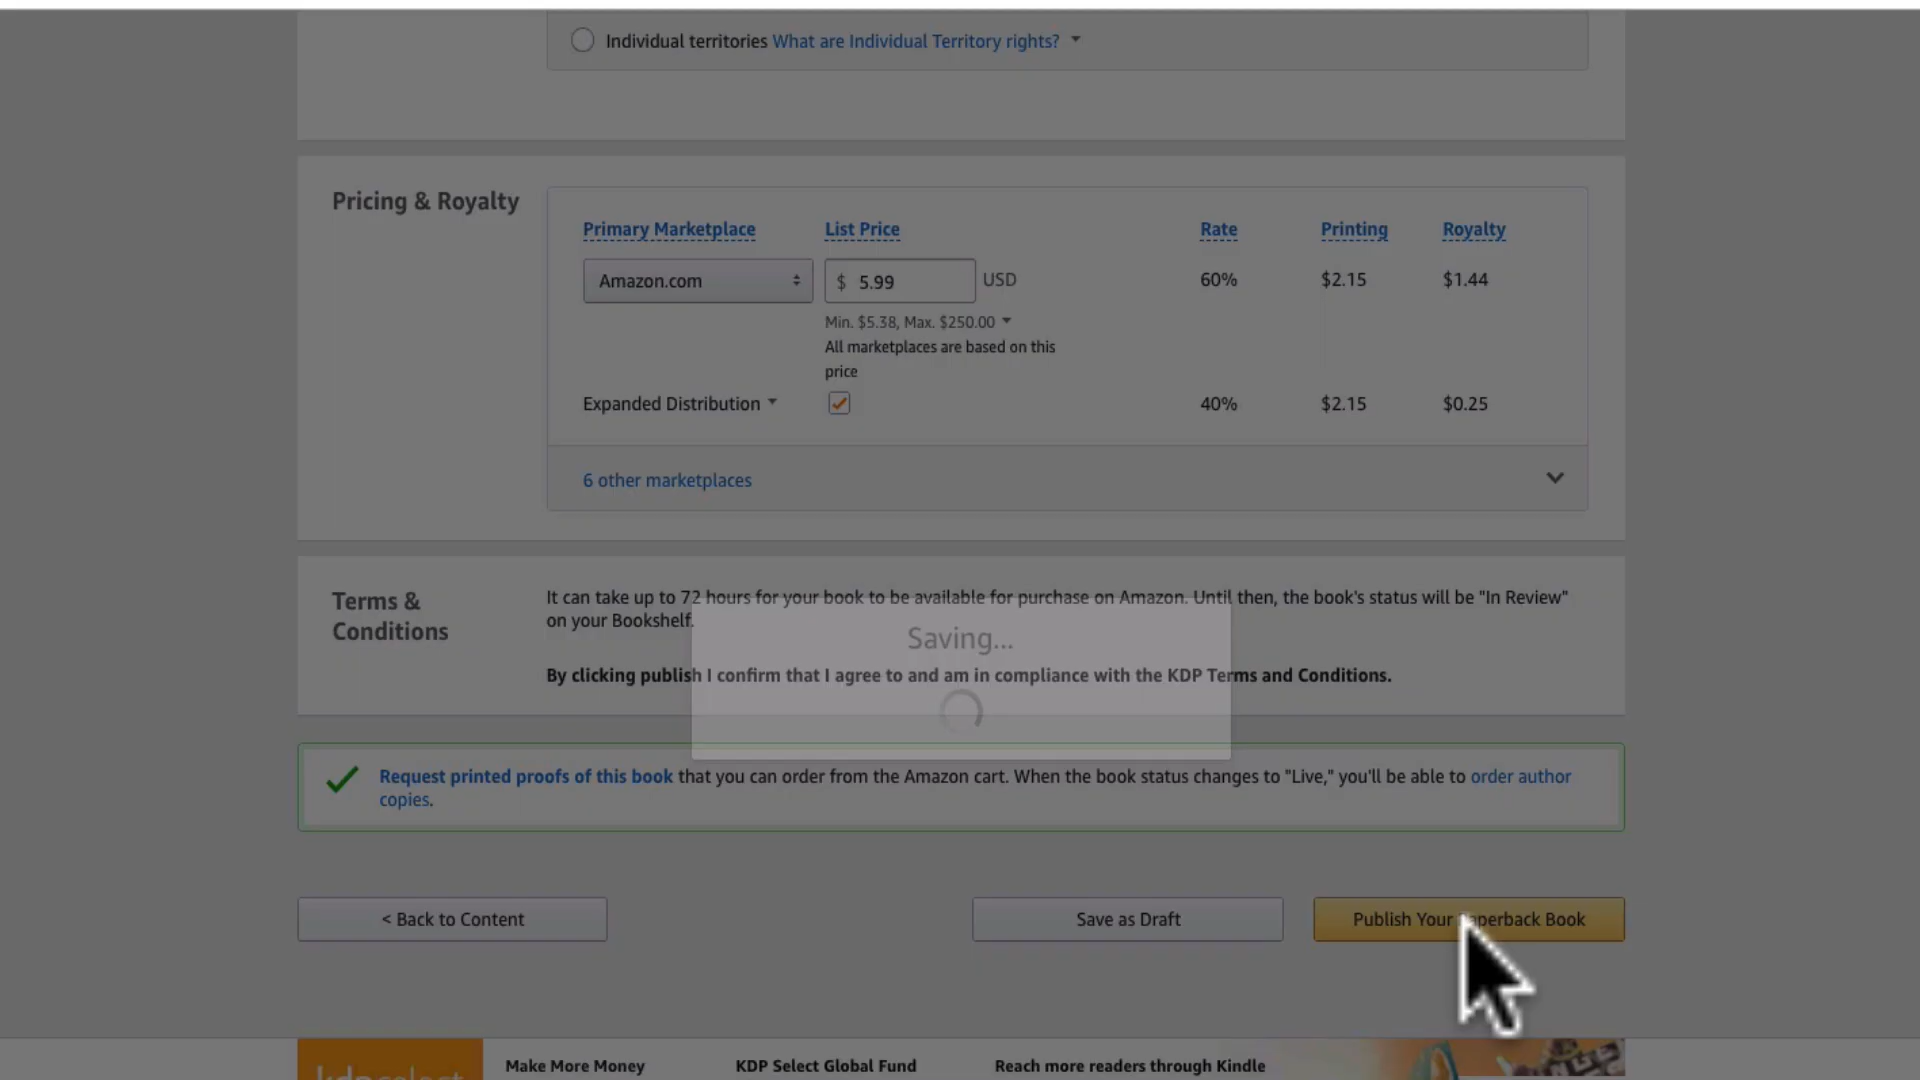 Individual territories What are Individual Territory rights?
Pricing & Royalty
Primary Marketplace List Price Rate Printing Royalty
Amazon.com $ 5.99 USD 60% $2.15 $1.44
Min. $5.38, Max. $250.00
All marketplaces are based on this
price
Expanded Distribution 40% $2.15 $0.25
6 other marketplaces
Terms &
Conditions
It can take up to 72 hours for your book to be available for purchase on Amazon. Until then, the book's status will be "In Review"
on your Bookshelf.
Saving...
By clicking publish I confirm that I agree to and am in compliance with the KDP Terms and Conditions.
Request printed proofs of this book that you can order from the Amazon cart. When the book status changes to "Live," you'll be able to order author
copies.
< Back to Content
Save as Draft
Publish Your perback Book
kdp select
Make More Money KDP Select Global Fund Reach more readers through Kindle